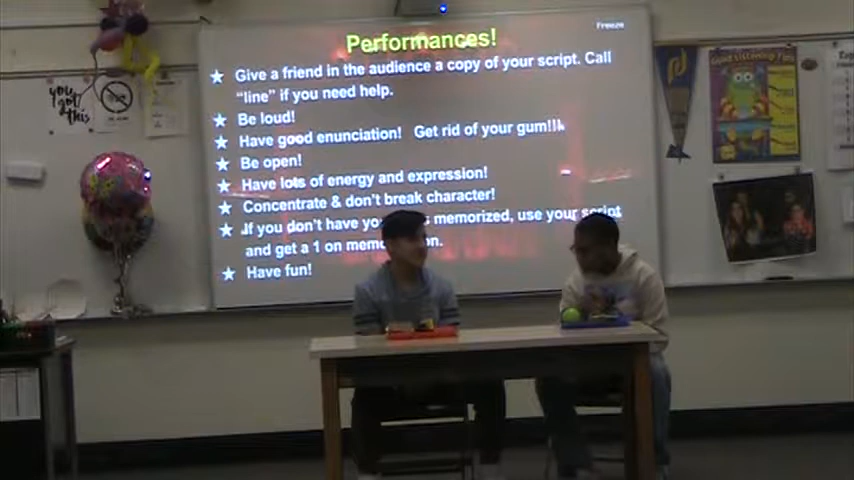 Freeze
Performances!
Give a friend in the audience a copy of your script. Call
"line" if you need help.
Be loud!
Have good enunciation! Get rid of your gum!!
Be open!
Have lots of energy and expression!
Concentrate & don't break character!
If you don't have memorized, use your script
and get a 1 on
Have fun!
you
got
this
Good Listening